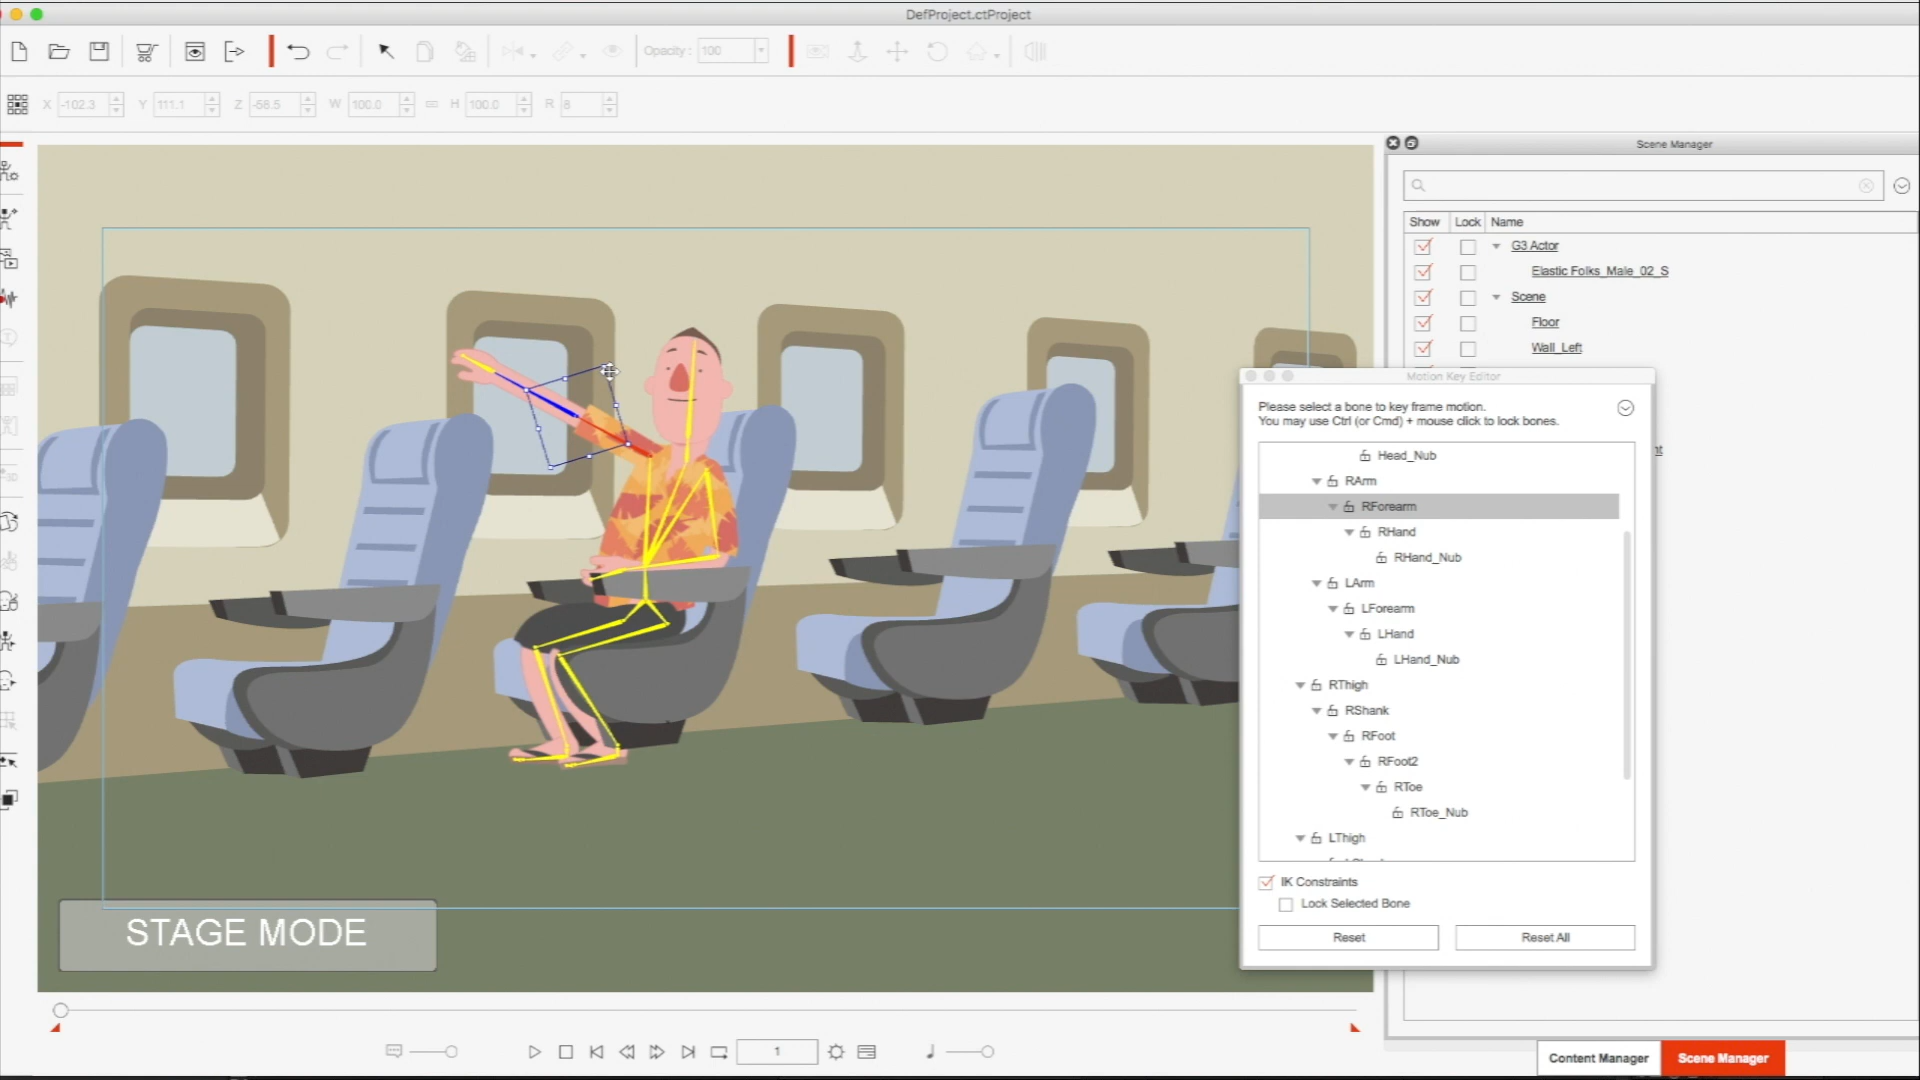 DefProject.ctProject
Opacity : 100
X -102.3 Y 111.1 Z -58.5 W 100.0 H 100.0 R 8
Scene Manager
Show Lock Name
G3 Actor
Elastic Folks_Male_02_S
Scene
Floor
Wall_Left
Motion Key Editor
Please select a bone to key frame motion.
You may use Ctrl (or Cmd) + mouse click to lock bones.
Head_Nub
RArm
RForearm
RHand
RHand_Nub
LArm
LForearm
LHand
LHand_Nub
RThigh
RShank
RFoot
RFoot2
RToe
RToe_Nub
LThigh
IK Constraints
Lock Selected Bone
Reset Reset All
STAGE MODE
1
Content Manager Scene Manager